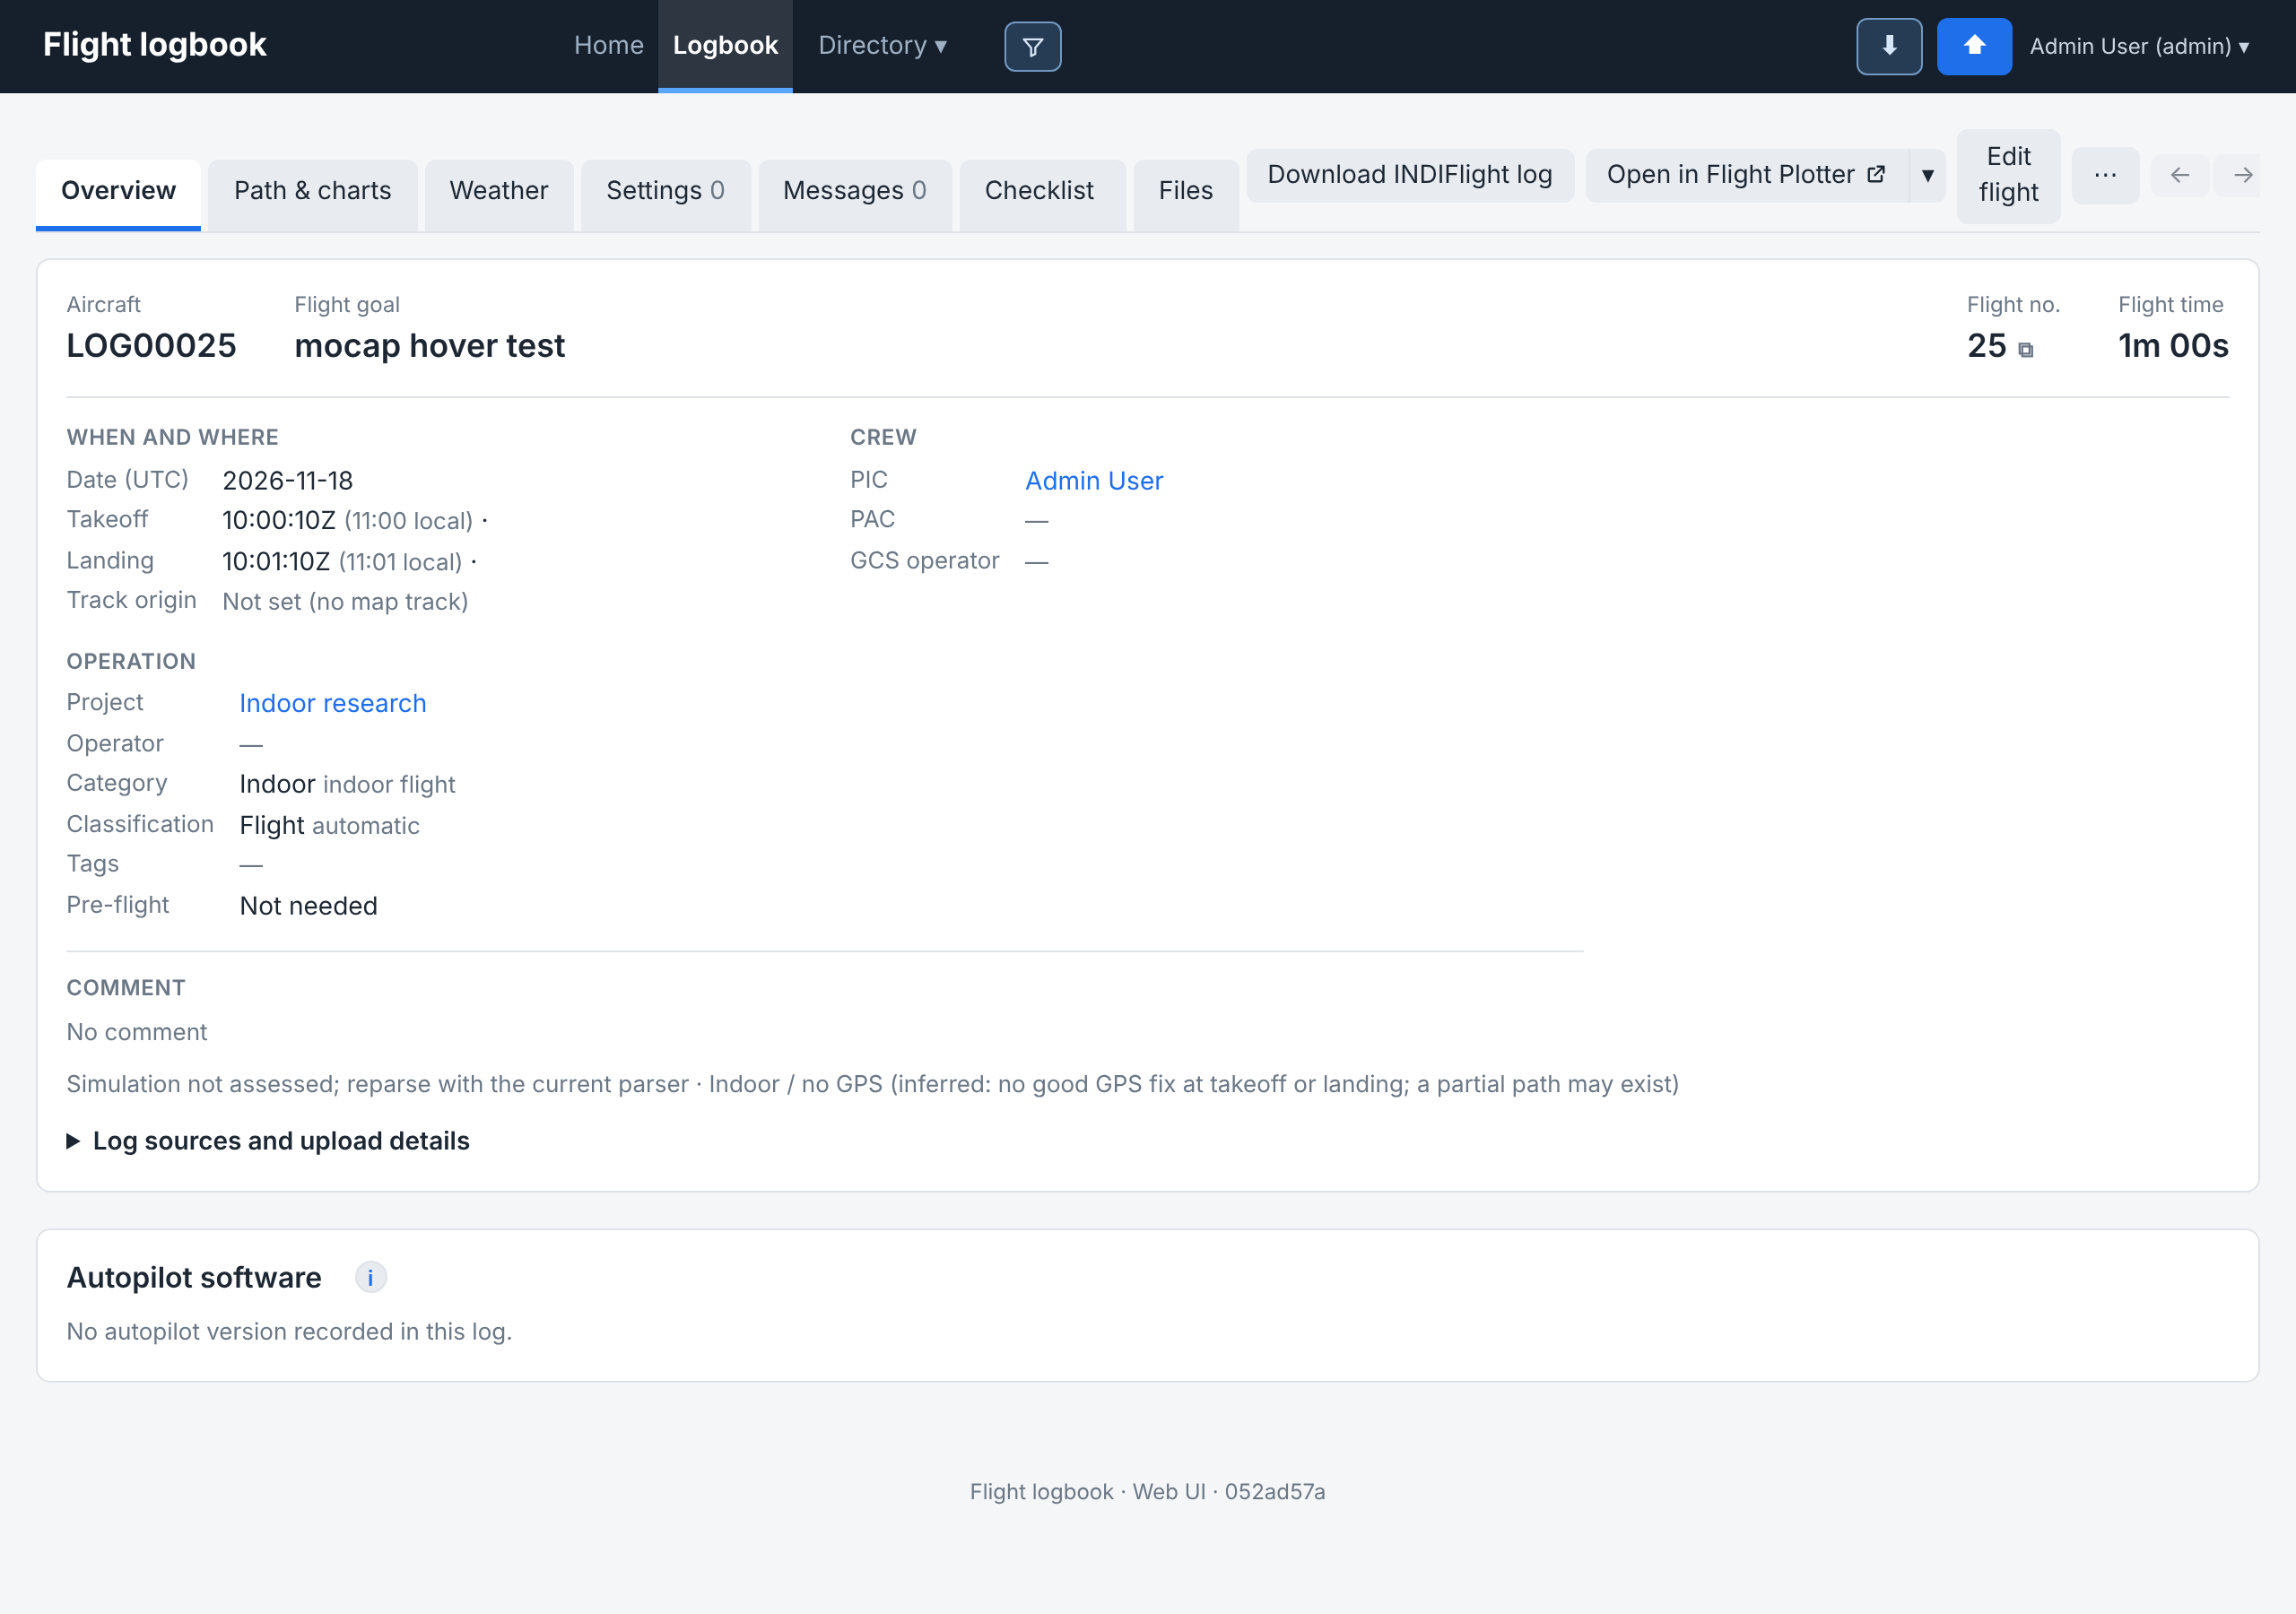 Flight logbook
Home
Logbook
Directory ▾
Admin User (admin) ▾
Overview
Path & charts
Weather
Settings 0
Messages 0
Checklist
Files
Download INDIFlight log
Open in Flight Plotter
▾
Edit
flight
⋯
←
→
Aircraft
LOG00025
Flight goal
mocap hover test
Flight no.
25
Flight time
1m 00s
WHEN AND WHERE
Date (UTC) 2026-11-18
Takeoff 10:00:10Z (11:00 local) ·
Landing 10:01:10Z (11:01 local) ·
Track origin Not set (no map track)
CREW
PIC Admin User
PAC —
GCS operator —
OPERATION
Project Indoor research
Operator —
Category Indoor indoor flight
Classification Flight automatic
Tags —
Pre-flight Not needed
COMMENT
No comment
Simulation not assessed; reparse with the current parser · Indoor / no GPS (inferred: no good GPS fix at takeoff or landing; a partial path may exist)
▶ Log sources and upload details
Autopilot software i
No autopilot version recorded in this log.
Flight logbook · Web UI · 052ad57a